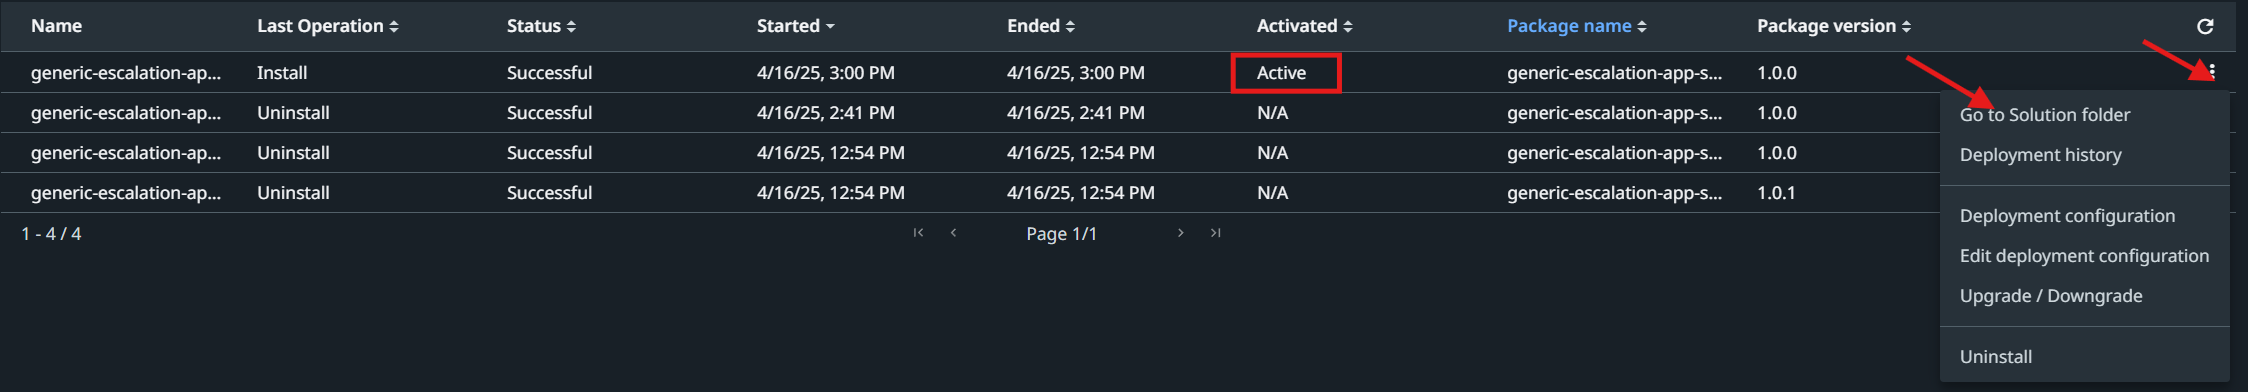 Name Last Operation Status Started Ended Activated Package name Package version
generic-escalation-ap... Install Successful 4/16/25, 3:00 PM 4/16/25, 3:00 PM Active generic-escalation-app-s... 1.0.0
generic-escalation-ap... Uninstall Successful 4/16/25, 2:41 PM 4/16/25, 2:41 PM N/A generic-escalation-app-s... 1.0.0
generic-escalation-ap... Uninstall Successful 4/16/25, 12:54 PM 4/16/25, 12:54 PM N/A generic-escalation-app-s... 1.0.0
generic-escalation-ap... Uninstall Successful 4/16/25, 12:54 PM 4/16/25, 12:54 PM N/A generic-escalation-app-s... 1.0.1
1 - 4 / 4 Page 1/1
Go to Solution folder
Deployment history
Deployment configuration
Edit deployment configuration
Upgrade / Downgrade
Uninstall